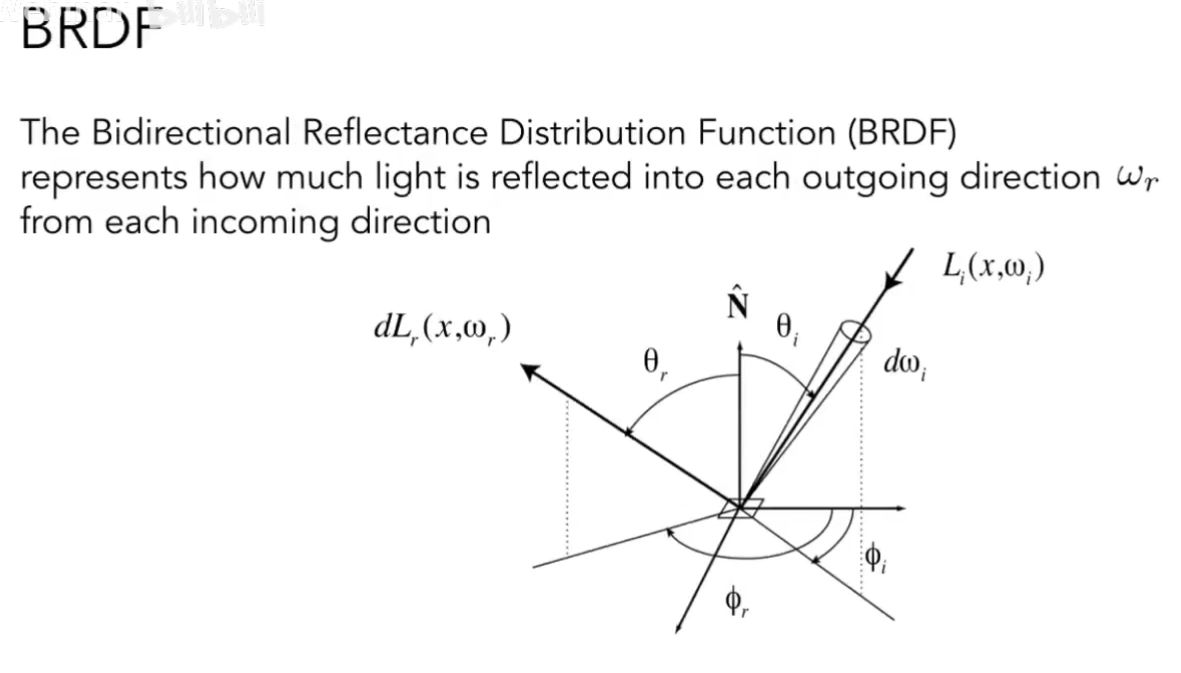 BRDF
bilibili
The Bidirectional Reflectance Distribution Function (BRDF)
represents how much light is reflected into each outgoing direction ωr
from each incoming direction
Li(x,ωi)
N̂
θi
dLr(x,ωr)
θr
dωi
ϕi
ϕr